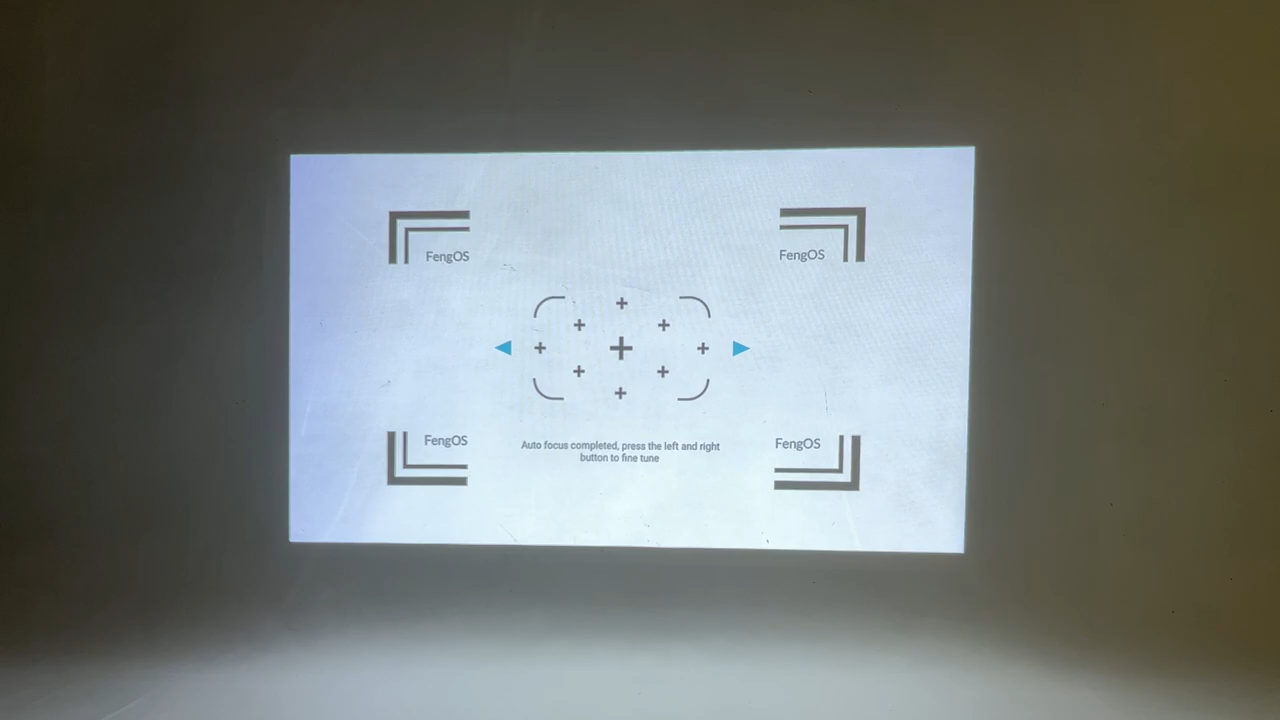 FengOS
FengOS
FengOS
FengOS
Auto focus completed, press the left and right
button to fine tune